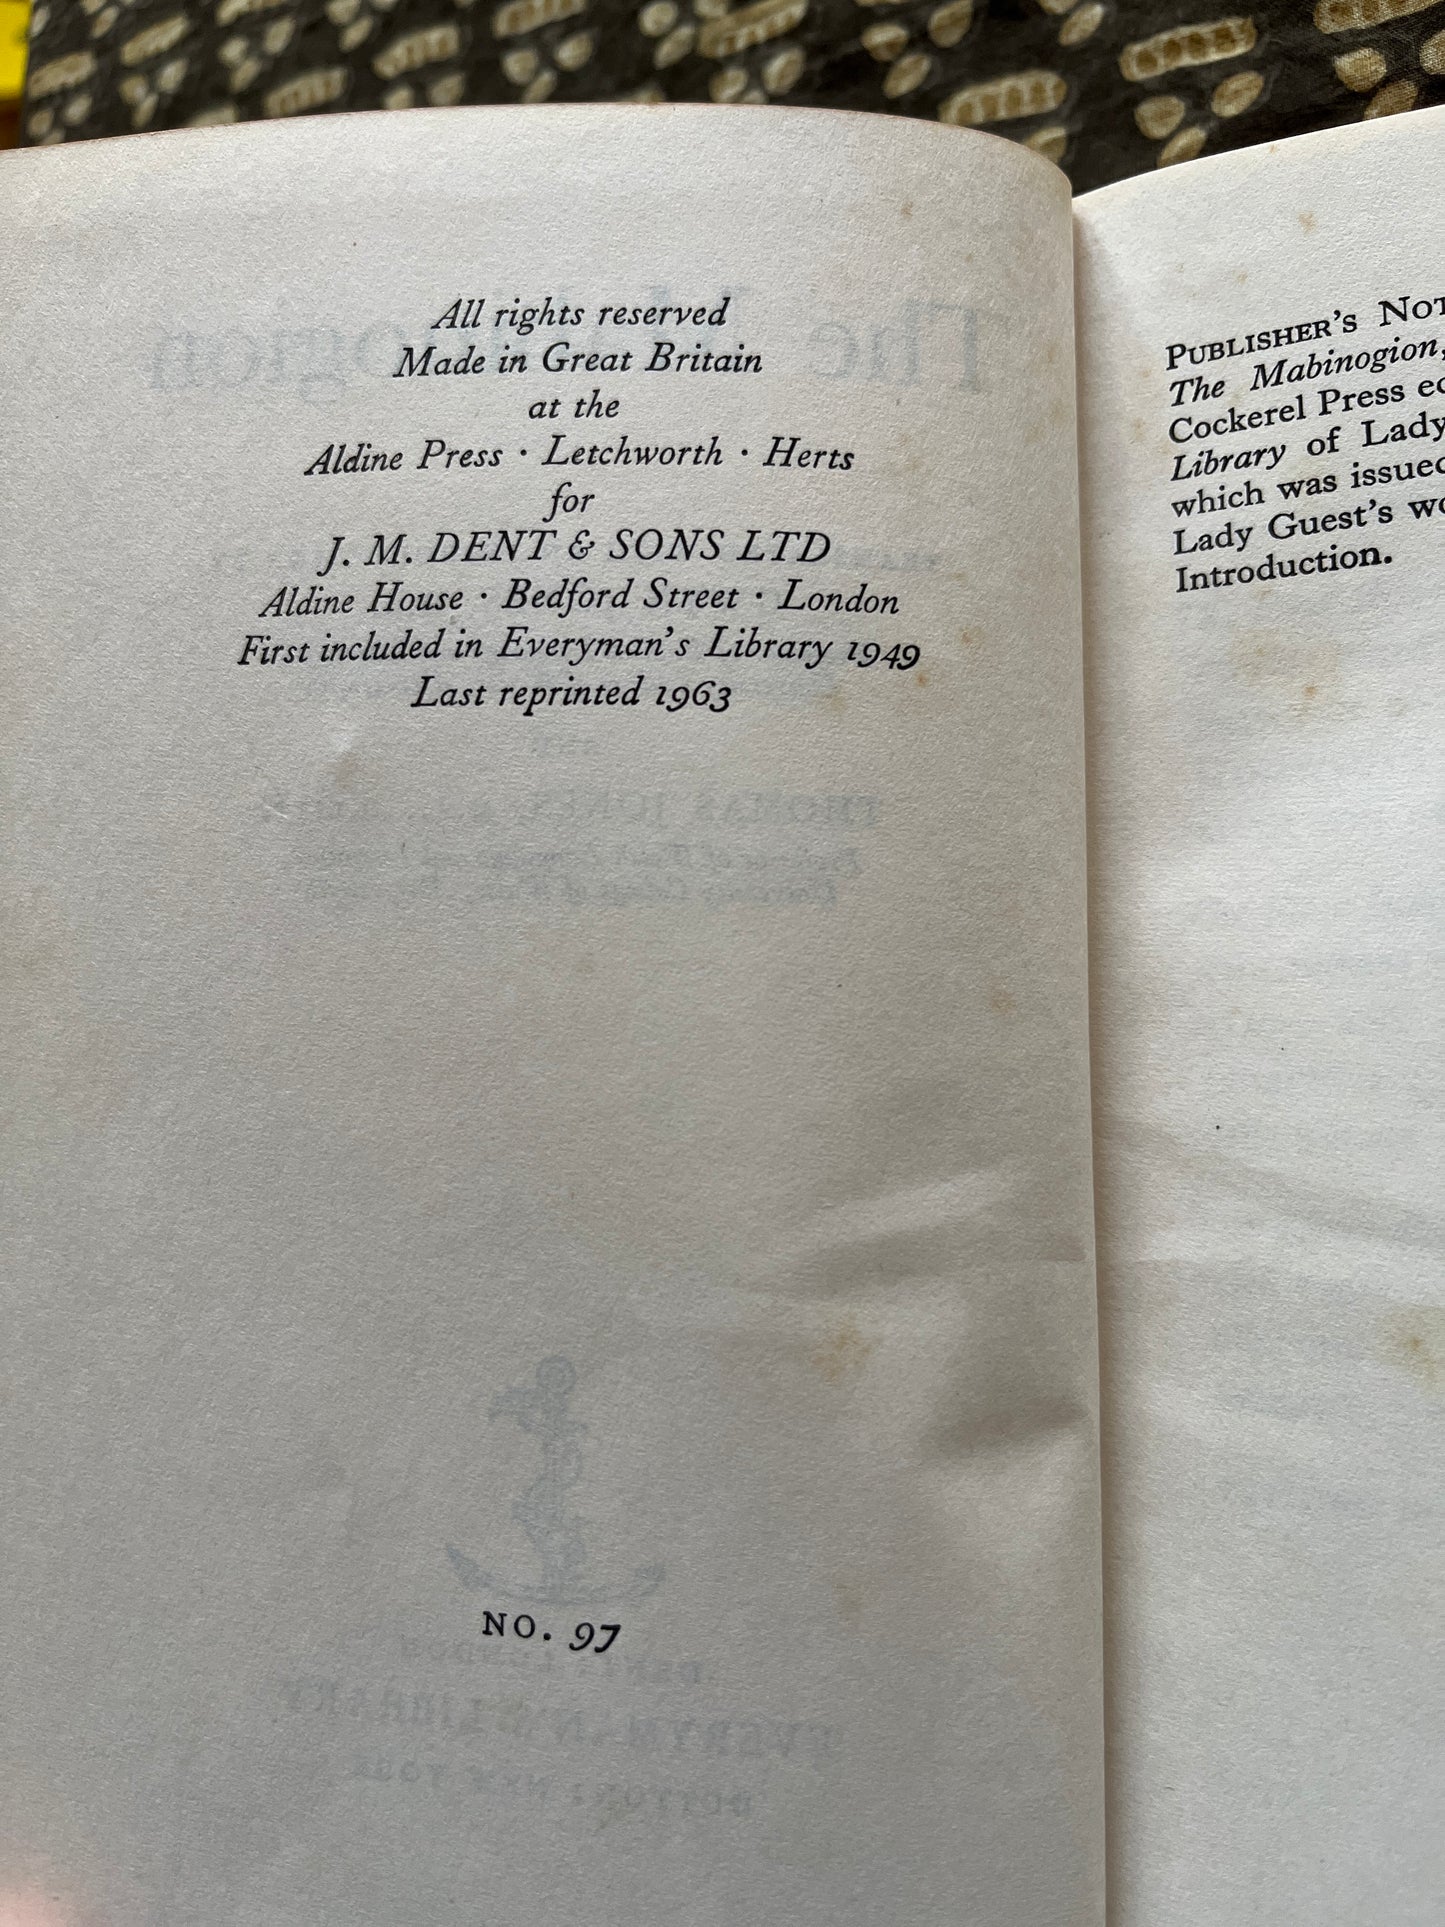 All rights reserved
Made in Great Britain
at the
Aldine Press · Letchworth · Herts
for
J. M. DENT & SONS LTD
Aldine House · Bedford Street · London
First included in Everyman's Library 1949
Last reprinted 1963
NO. 97
PUBLISHER'S
The Mabinogion,
Cockerel Press
Library of Lady
which was issued
Lady Guest's
Introduction.